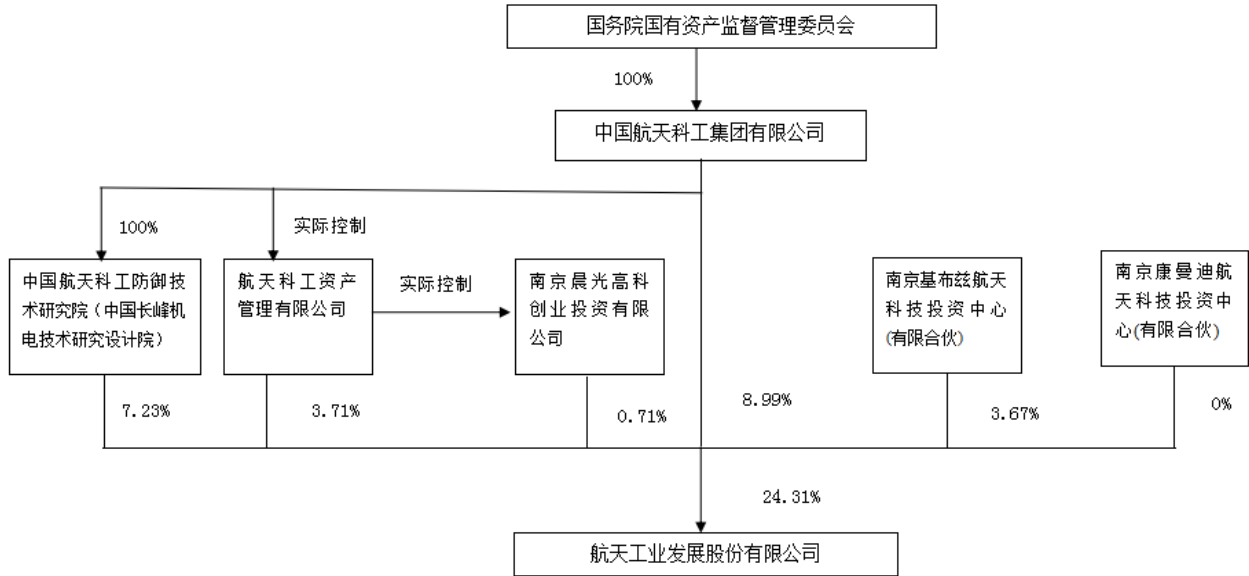 国务院国有资产监督管理委员会
100%
中国航天科工集团有限公司
100%
实际控制
中国航天科工防御技
术研究院（中国长峰机
电技术研究设计院）
航天科工资产
管理有限公司
实际控制
南京晨光高科
创业投资有限
公司
南京基布兹航天
科技投资中心
(有限合伙)
南京康曼迪航
天科技投资中
心(有限合伙)
7.23%
3.71%
0.71%
8.99%
3.67%
0%
24.31%
航天工业发展股份有限公司